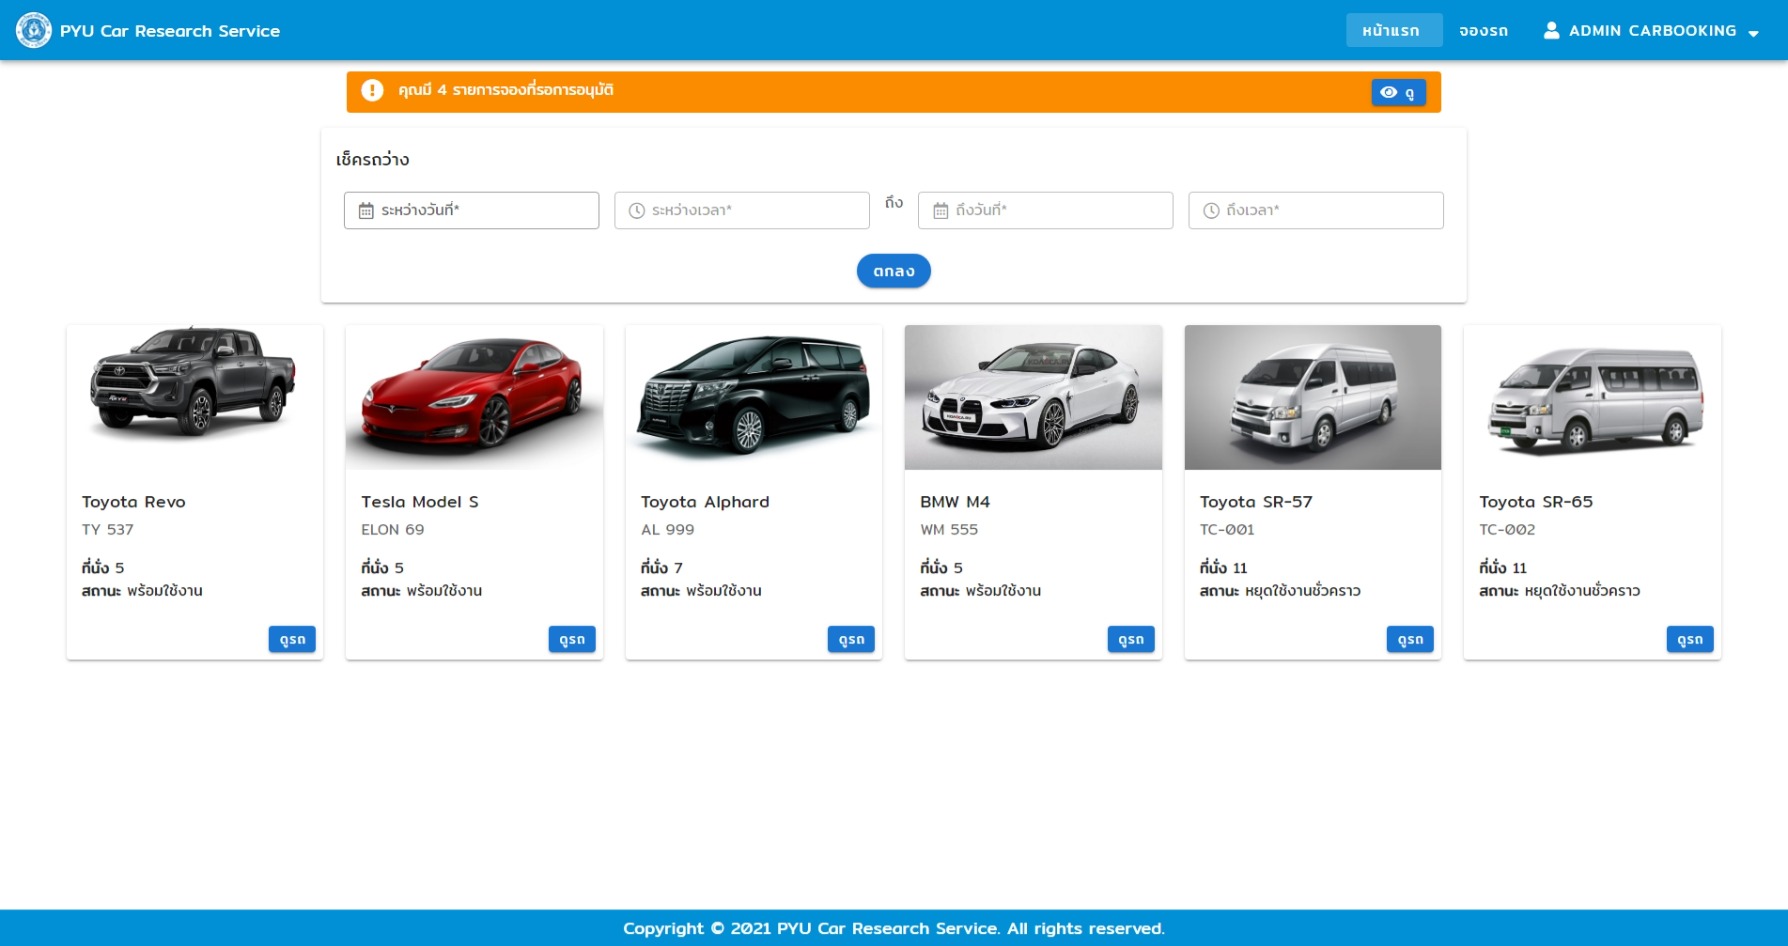 PYU Car Research Service
หน้าแรก
จองรถ
ADMIN CARBOOKING
คุณมี 4 รายการจองที่รอการอนุมัติ
ดู
เช็ครถว่าง
ระหว่างวันที่*
ระหว่างเวลา*
ถึง
ถึงวันที่*
ถึงเวลา*
ตกลง
Toyota Revo
TY 537
ที่นั่ง 5
สถานะ พร้อมใช้งาน
ดูรถ
Tesla Model S
ELON 69
ที่นั่ง 5
สถานะ พร้อมใช้งาน
ดูรถ
Toyota Alphard
AL 999
ที่นั่ง 7
สถานะ พร้อมใช้งาน
ดูรถ
BMW M4
WM 555
ที่นั่ง 5
สถานะ พร้อมใช้งาน
ดูรถ
Toyota SR-57
TC-001
ที่นั่ง 11
สถานะ หยุดใช้งานชั่วคราว
ดูรถ
Toyota SR-65
TC-002
ที่นั่ง 11
สถานะ หยุดใช้งานชั่วคราว
ดูรถ
Copyright © 2021 PYU Car Research Service. All rights reserved.